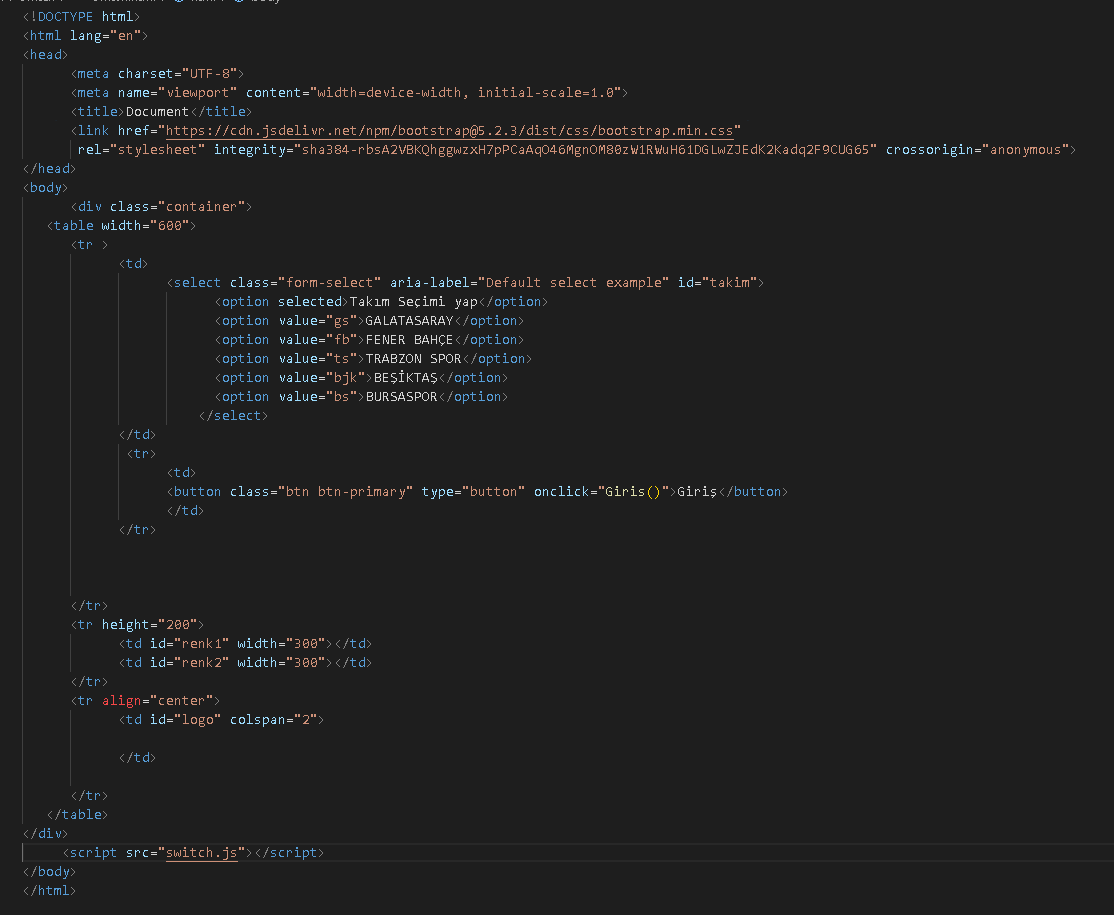 <!DOCTYPE html>
<html lang="en">
<head>
<meta charset="UTF-8">
<meta name="viewport" content="width=device-width, initial-scale=1.0">
<title>Document</title>
<link href="https://cdn.jsdelivr.net/npm/bootstrap@5.2.3/dist/css/bootstrap.min.css"
rel="stylesheet" integrity="sha384-rbsA2VBKQhggwzxH7pPCaAqO46MgnOM80zW1RWuH61DGLwZJEdK2Kadq2F9CUG65" crossorigin="anonymous">
</head>
<body>
<div class="container">
<table width="600">
<tr >
<td>
<select class="form-select" aria-label="Default select example" id="takim">
<option selected>Takım Seçimi yap</option>
<option value="gs">GALATASARAY</option>
<option value="fb">FENER BAHÇE</option>
<option value="ts">TRABZON SPOR</option>
<option value="bjk">BEŞİKTAŞ</option>
<option value="bs">BURSASPOR</option>
</select>
</td>
<tr>
<td>
<button class="btn btn-primary" type="button" onclick="Giris()">Giriş</button>
</td>
</tr>
</tr>
<tr height="200">
<td id="renk1" width="300"></td>
<td id="renk2" width="300"></td>
</tr>
<tr align="center">
<td id="logo" colspan="2">
</td>
</tr>
</table>
</div>
<script src="switch.js"></script>
</body>
</html>